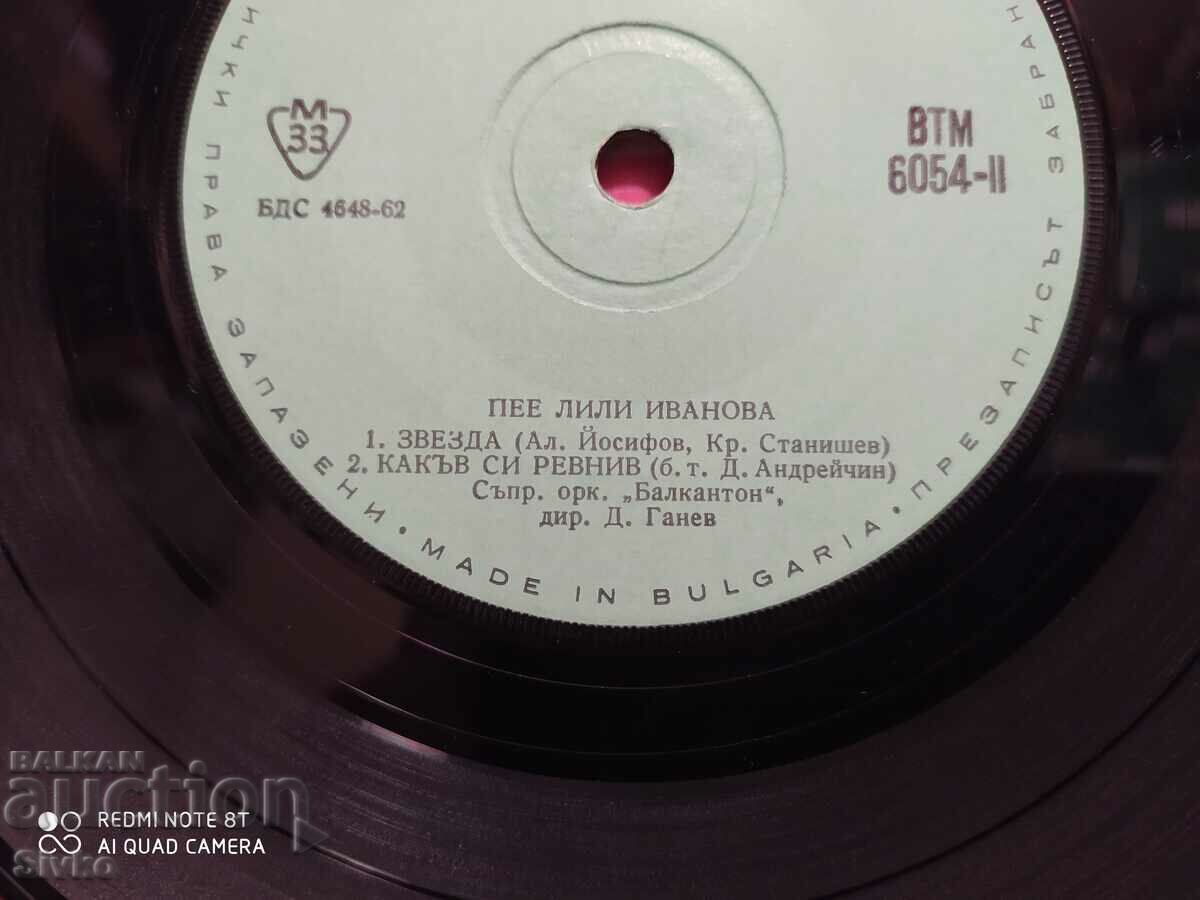 М
33
БДС 4648-62
ВТМ
6054-II
ПЕЕ ЛИЛИ ИВАНОВА
1. ЗВЕЗДА (Ал. Йосифов, Кр. Станишев)
2. КАКЪВ СИ РЕВНИВ (б. т. Д. Андрейчин)
Съпр. орк. „Балкантон“,
дир. Д. Ганев
ПРАВА ЗАПАЗЕНИ • MADE IN BULGARIA • ПРЕЗАПИСЪТ
BALKAN
auction
REDMI NOTE 8T
AI QUAD CAMERA
Sivko